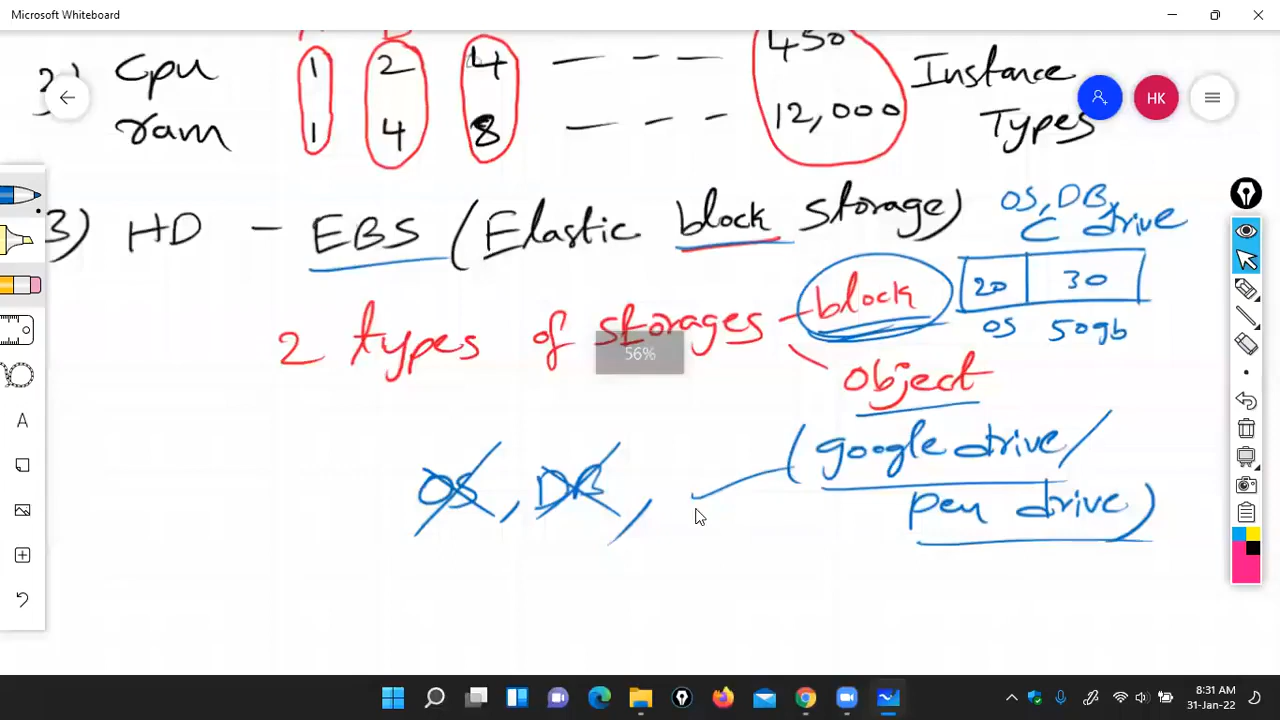 Microsoft Whiteboard
Cpu 1 2 4 - - - 450 Instance
ram 1 4 8 - - - 12,000 Types
HK
3) HD - EBS (Elastic block storage)
OS, DB,
C drive
20 30
OS 50gb
2 types of storages - block
object
56%
(google drive/
pen drive)
OS, DB,
A
8:31 AM
31-Jan-22